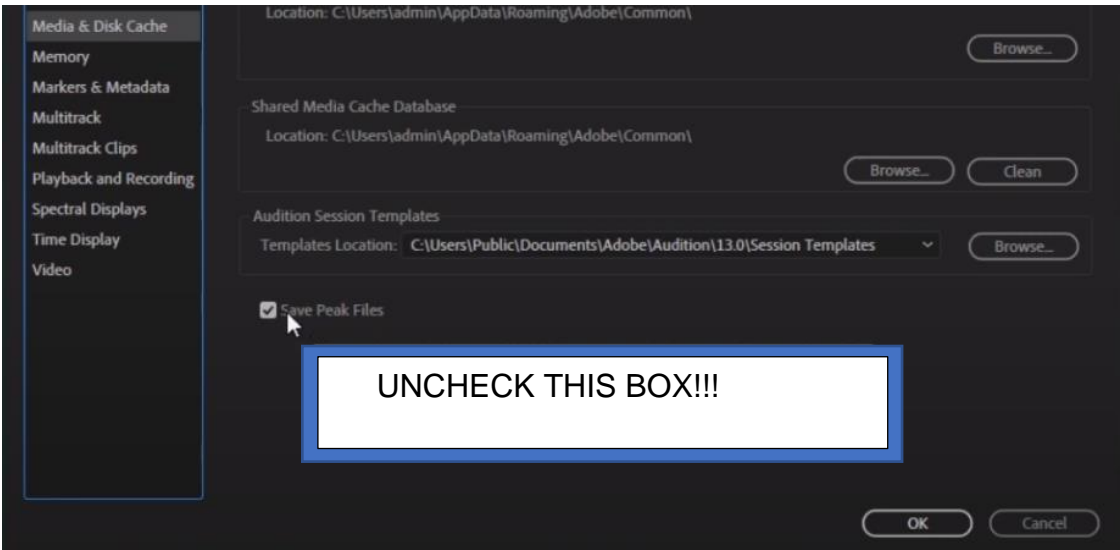 Media & Disk Cache
Memory
Markers & Metadata
Multitrack
Multitrack Clips
Playback and Recording
Spectral Displays
Time Display
Video
Location: C:\Users\admin\AppData\Roaming\Adobe\Common\
Browse...
Shared Media Cache Database
Location: C:\Users\admin\AppData\Roaming\Adobe\Common\
Browse... Clean
Audition Session Templates
Templates Location: C:\Users\Public\Documents\Adobe\Audition\13.0\Session Templates Browse...
Save Peak Files
UNCHECK THIS BOX!!!
OK Cancel